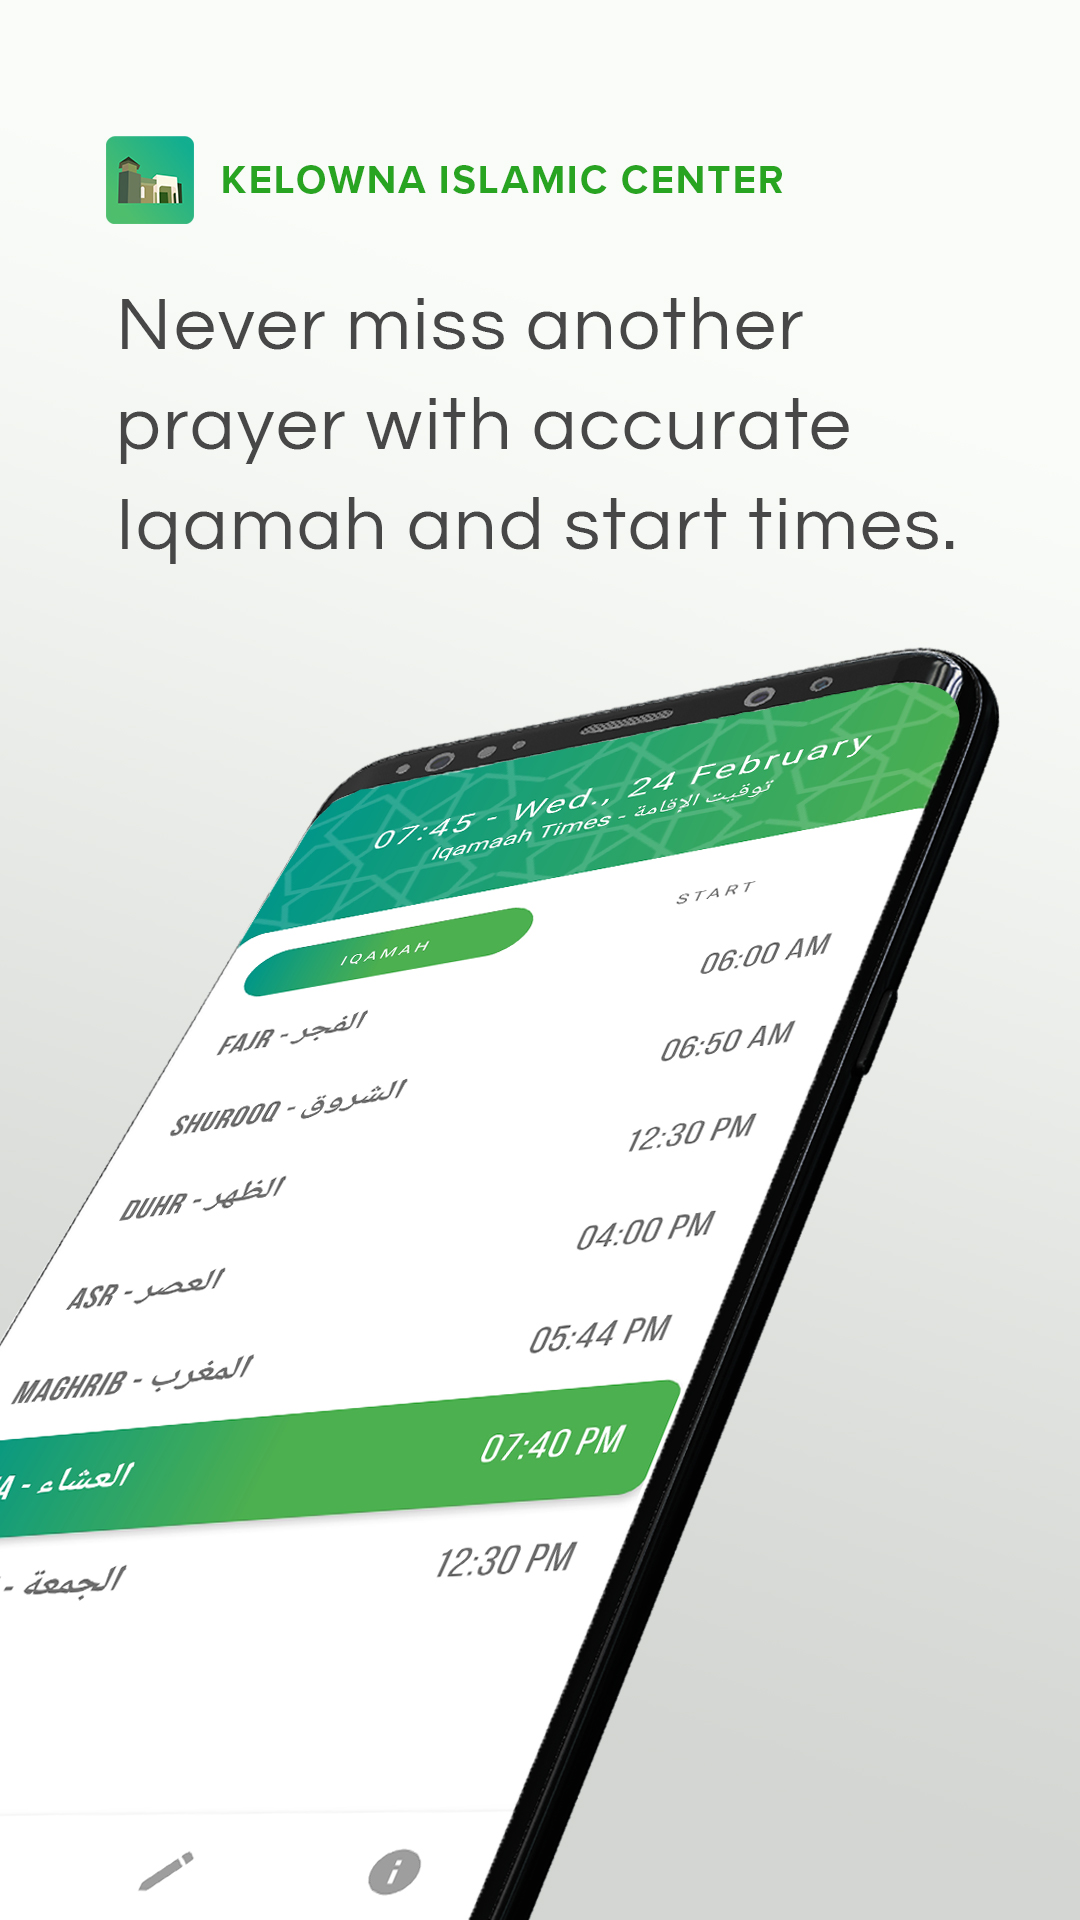 KELOWNA ISLAMIC CENTER
Never miss another
prayer with accurate
Iqamah and start times.
07:45 - Wed., 24 February
Iqamaah Times - توقيت الإقامة
IQAMAH
START
FAJR - الفجر
06:00 AM
SHUROOQ - الشروق
06:50 AM
DUHR - الظهر
12:30 PM
ASR - العصر
04:00 PM
MAGHRIB - المغرب
05:44 PM
A - العشاء
07:40 PM
- الجمعة
12:30 PM